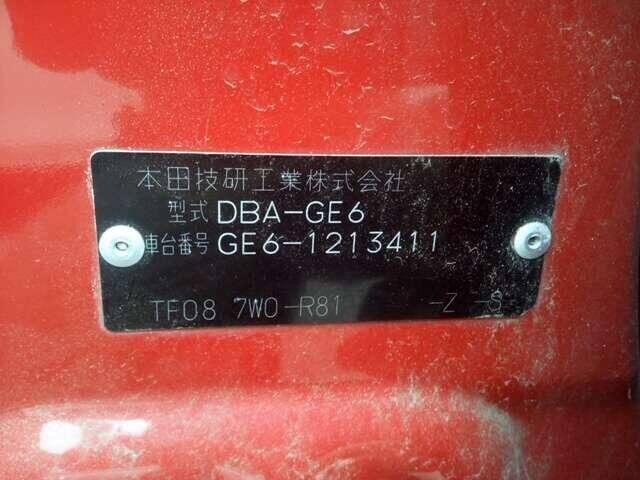 本田技研工業株式会社
型式 DBA-GE6
車台番号 GE6-1213411
TF08 7W0-R81 -Z -S